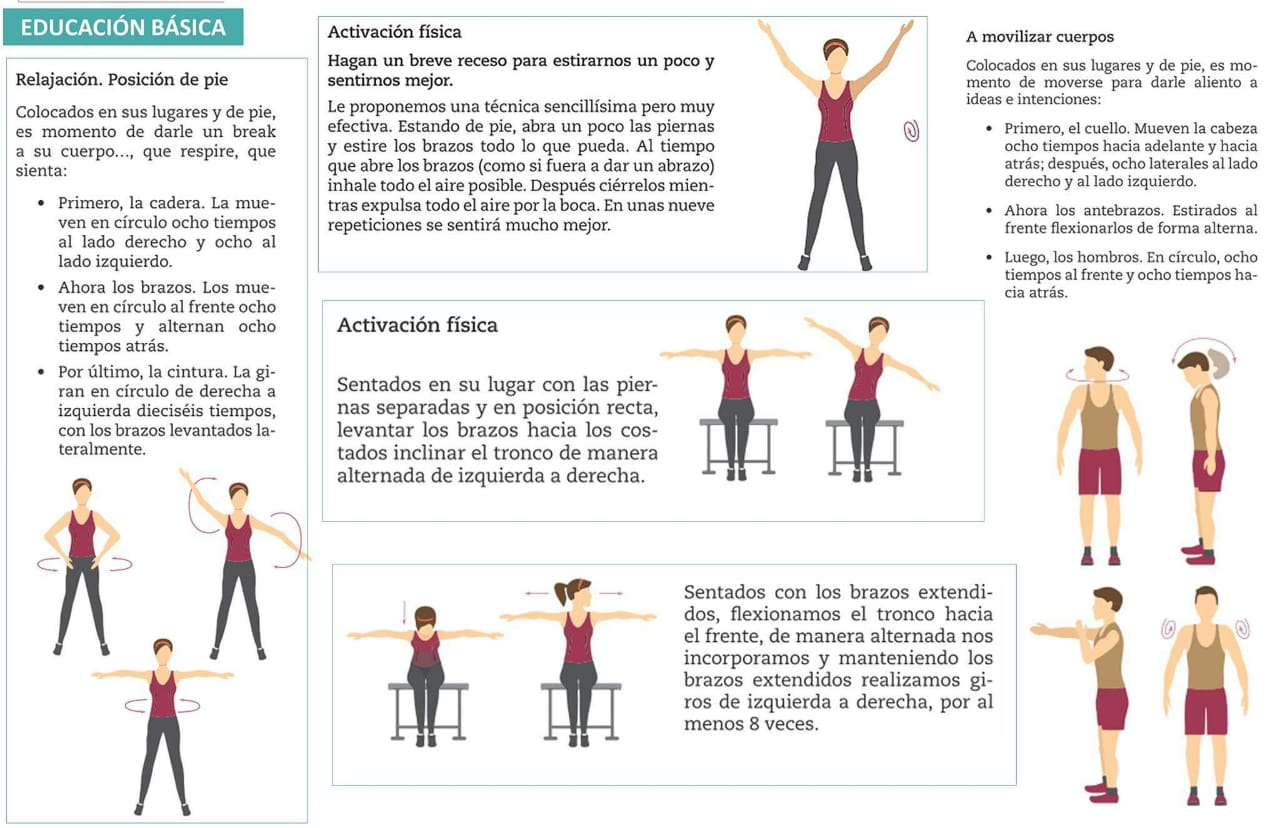 EDUCACIÓN BÁSICA
Relajación. Posición de pie
Colocados en sus lugares y de pie,
es momento de darle un break
a su cuerpo…, que respire, que
sienta:
• Primero, la cadera. La mue-
ven en círculo ocho tiempos
al lado derecho y ocho al
lado izquierdo.
• Ahora los brazos. Los mue-
ven en círculo al frente ocho
tiempos y alternan ocho
tiempos atrás.
• Por último, la cintura. La gi-
ran en círculo de derecha a
izquierda dieciséis tiempos,
con los brazos levantados la-
teralmente.
Activación física
Hagan un breve receso para estirarnos un poco y
sentirnos mejor.
Le proponemos una técnica sencillísima pero muy
efectiva. Estando de pie, abra un poco las piernas
y estire los brazos todo lo que pueda. Al tiempo
que abre los brazos (como si fuera a dar un abrazo)
inhale todo el aire posible. Después ciérrelos mien-
tras expulsa todo el aire por la boca. En unas nueve
repeticiones se sentirá mucho mejor.
Activación física
Sentados en su lugar con las pier-
nas separadas y en posición recta,
levantar los brazos hacia los cos-
tados inclinar el tronco de manera
alternada de izquierda a derecha.
Sentados con los brazos extendi-
dos, flexionamos el tronco hacia
el frente, de manera alternada nos
incorporamos y manteniendo los
brazos extendidos realizamos gi-
ros de izquierda a derecha, por al
menos 8 veces.
A movilizar cuerpos
Colocados en sus lugares y de pie, es mo-
mento de moverse para darle aliento a
ideas e intenciones:
• Primero, el cuello. Mueven la cabeza
ocho tiempos hacia adelante y hacia
atrás; después, ocho laterales al lado
derecho y al lado izquierdo.
• Ahora los antebrazos. Estirados al
frente flexionarlos de forma alterna.
• Luego, los hombros. En círculo, ocho
tiempos al frente y ocho tiempos ha-
cia atrás.